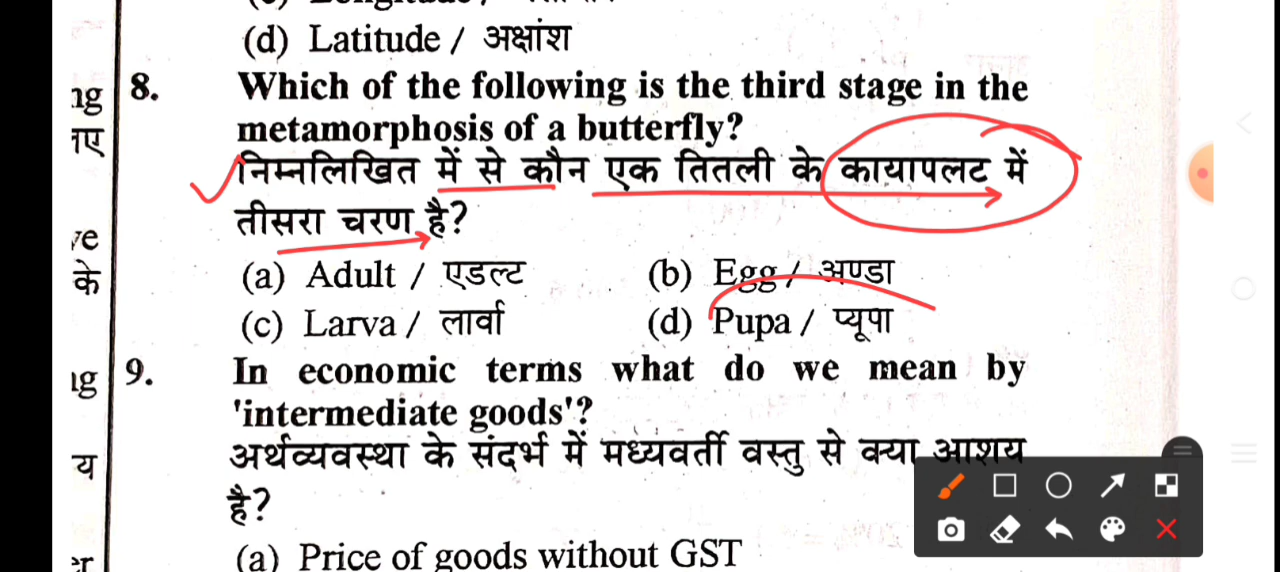 (d) Latitude / अक्षांश
8. Which of the following is the third stage in the
metamorphosis of a butterfly?
निम्नलिखित में से कौन एक तितली के कायापलट में
तीसरा चरण है?
(a) Adult / एडल्ट (b) Egg / अण्डा
(c) Larva / लार्वा (d) Pupa / प्यूपा
9. In economic terms what do we mean by
'intermediate goods'?
अर्थव्यवस्था के संदर्भ में मध्यवर्ती वस्तु से क्या आशय
है?
(a) Price of goods without GST